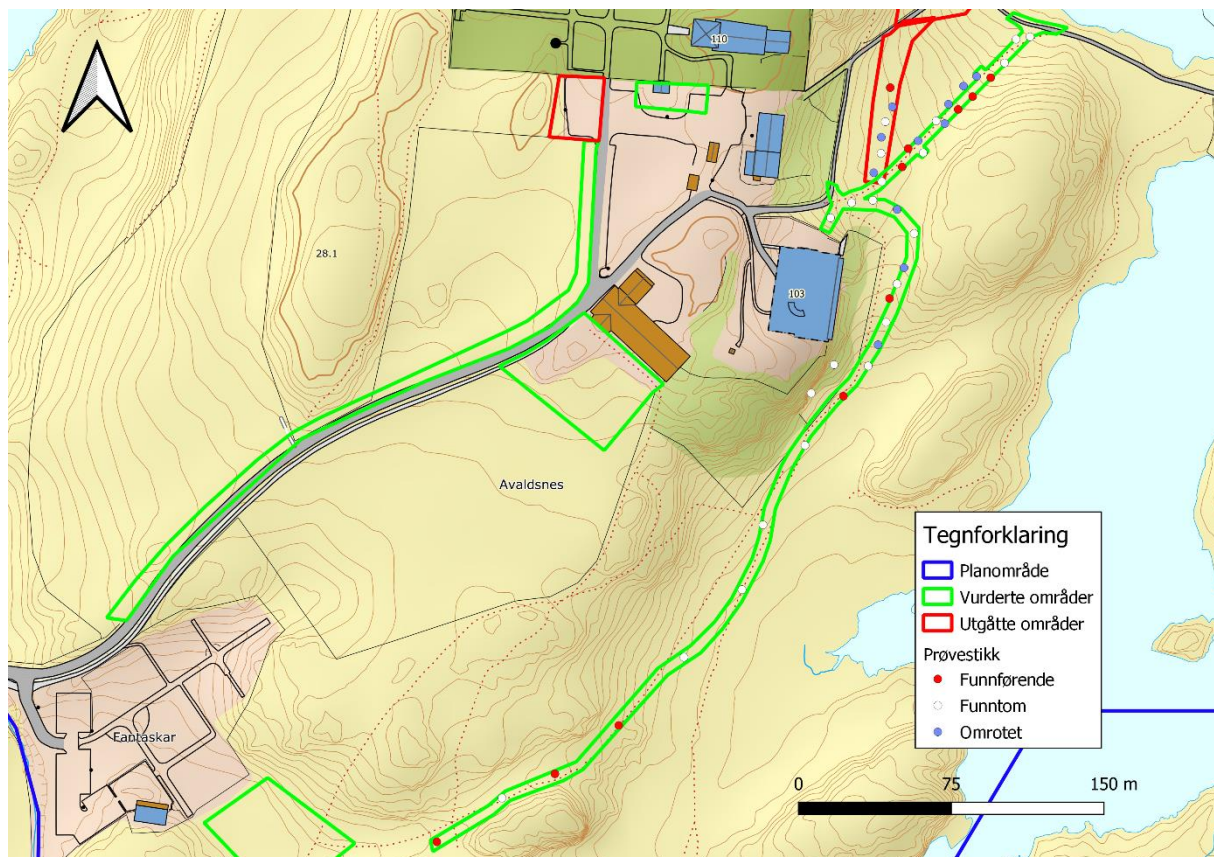 110
28.1
103
Avaldsnes
Fantaskar
Tegnforklaring
Planområde
Vurderte områder
Utgåtte områder
Prøvestikk
Funnførende
Funntom
Omrotet
0 75 150 m